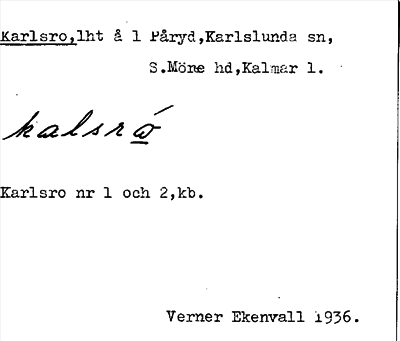 Karlsro,lht å 1 Påryd,Karlslunda sn,
S.Möre hd,Kalmar l.
kalsró
Karlsro nr 1 och 2,kb.
Verner Ekenvall 1936.